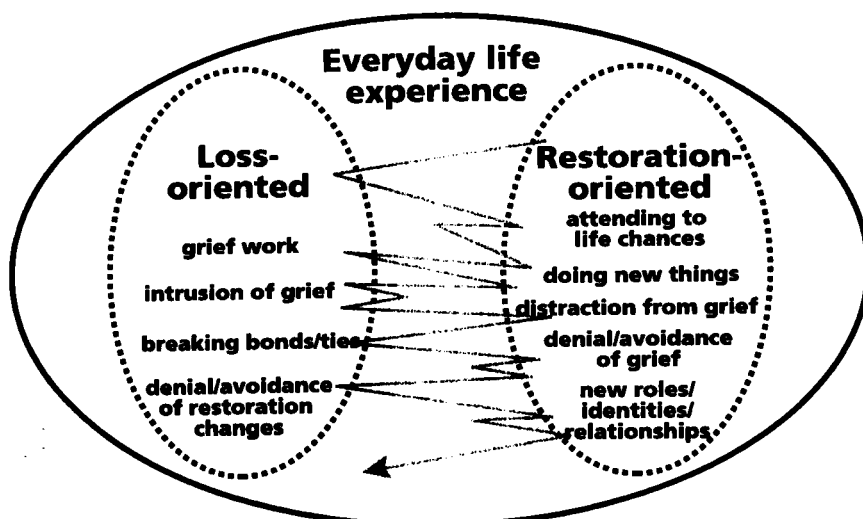 Everyday life
experience
Loss-
oriented
grief work
intrusion of grief
breaking bonds/ties
denial/avoidance
of restoration
changes
Restoration-
oriented
attending to
life chances
doing new things
distraction from grief
denial/avoidance
of grief
new roles/
identities/
relationships